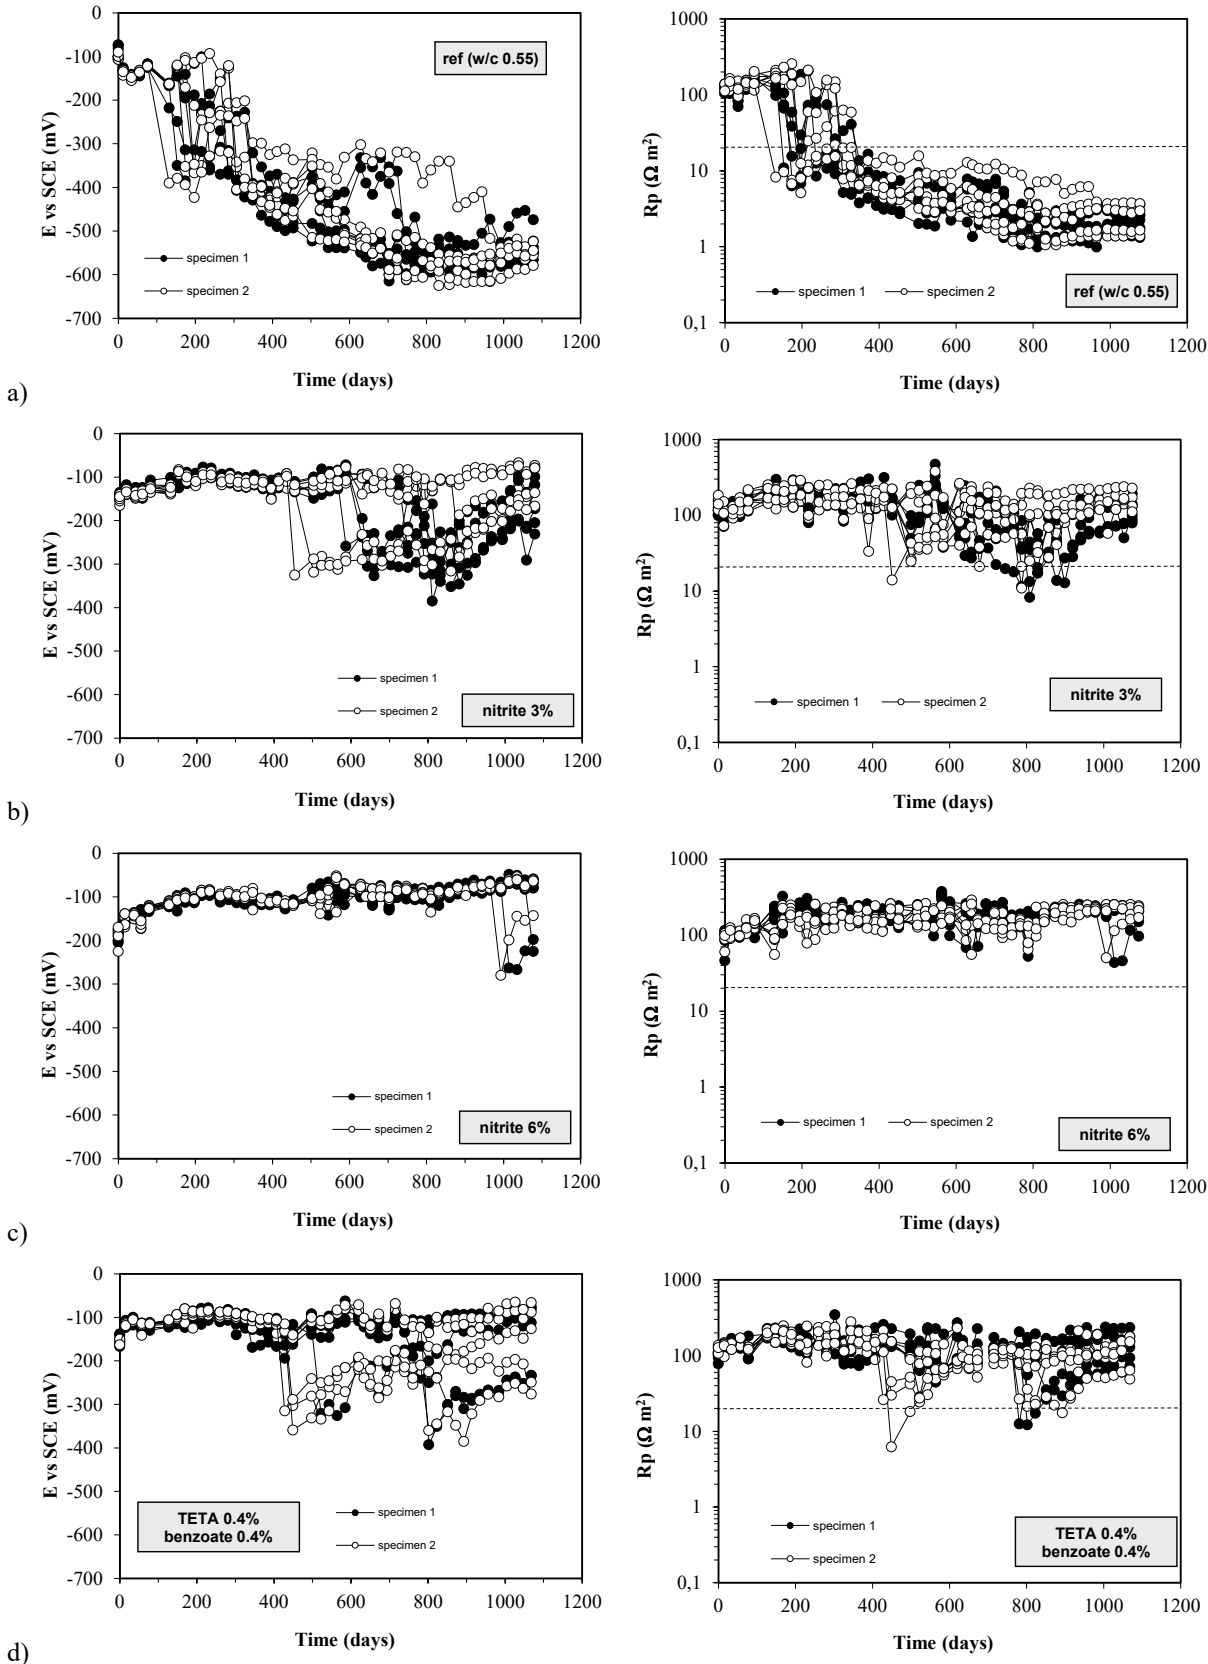 0
-100
-200
-300
-400
-500
-600
-700
E vs SCE (mV)
ref (w/c 0.55)
specimen 1
specimen 2
0 200 400 600 800 1000 1200
Time (days)
1000
100
10
1
0,1
Rp (Ω m²)
specimen 1 specimen 2
ref (w/c 0.55)
0 200 400 600 800 1000 1200
Time (days)
a)
0
-100
-200
-300
-400
-500
-600
-700
E vs SCE (mV)
specimen 1
specimen 2
nitrite 3%
0 200 400 600 800 1000 1200
Time (days)
1000
100
10
1
0,1
Rp (Ω m²)
specimen 1 specimen 2
nitrite 3%
0 200 400 600 800 1000 1200
Time (days)
b)
0
-100
-200
-300
-400
-500
-600
-700
E vs SCE (mV)
specimen 1
specimen 2
nitrite 6%
0 200 400 600 800 1000 1200
Time (days)
1000
100
10
1
0,1
Rp (Ω m²)
specimen 1 specimen 2
nitrite 6%
0 200 400 600 800 1000 1200
Time (days)
c)
0
-100
-200
-300
-400
-500
-600
-700
E vs SCE (mV)
TETA 0.4%
benzoate 0.4%
specimen 1
specimen 2
0 200 400 600 800 1000 1200
Time (days)
1000
100
10
1
0,1
Rp (Ω m²)
specimen 1
specimen 2
TETA 0.4%
benzoate 0.4%
0 200 400 600 800 1000 1200
Time (days)
d)